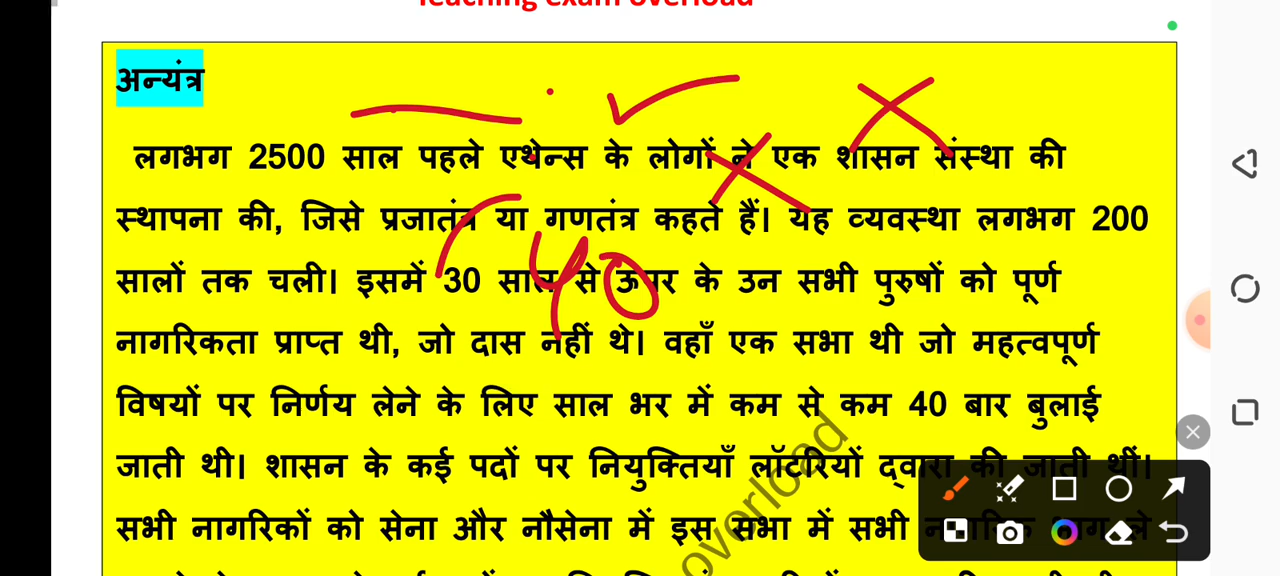 Teaching exam overload
अन्यंत्र
लगभग 2500 साल पहले एथेन्स के लोगों ने एक शासन संस्था की
स्थापना की, जिसे प्रजातंत्र या गणतंत्र कहते हैं। यह व्यवस्था लगभग 200
सालों तक चली। इसमें 30 साल से ऊपर के उन सभी पुरुषों को पूर्ण
40
नागरिकता प्राप्त थी, जो दास नहीं थे। वहाँ एक सभा थी जो महत्वपूर्ण
विषयों पर निर्णय लेने के लिए साल भर में कम से कम 40 बार बुलाई
जाती थी। शासन के कई पदों पर नियुक्तियाँ लॉटरियों द्वारा की जाती थीं।
सभी नागरिकों को सेना और नौसेना में इस सभा में सभी नागरिक भाग ले
overload